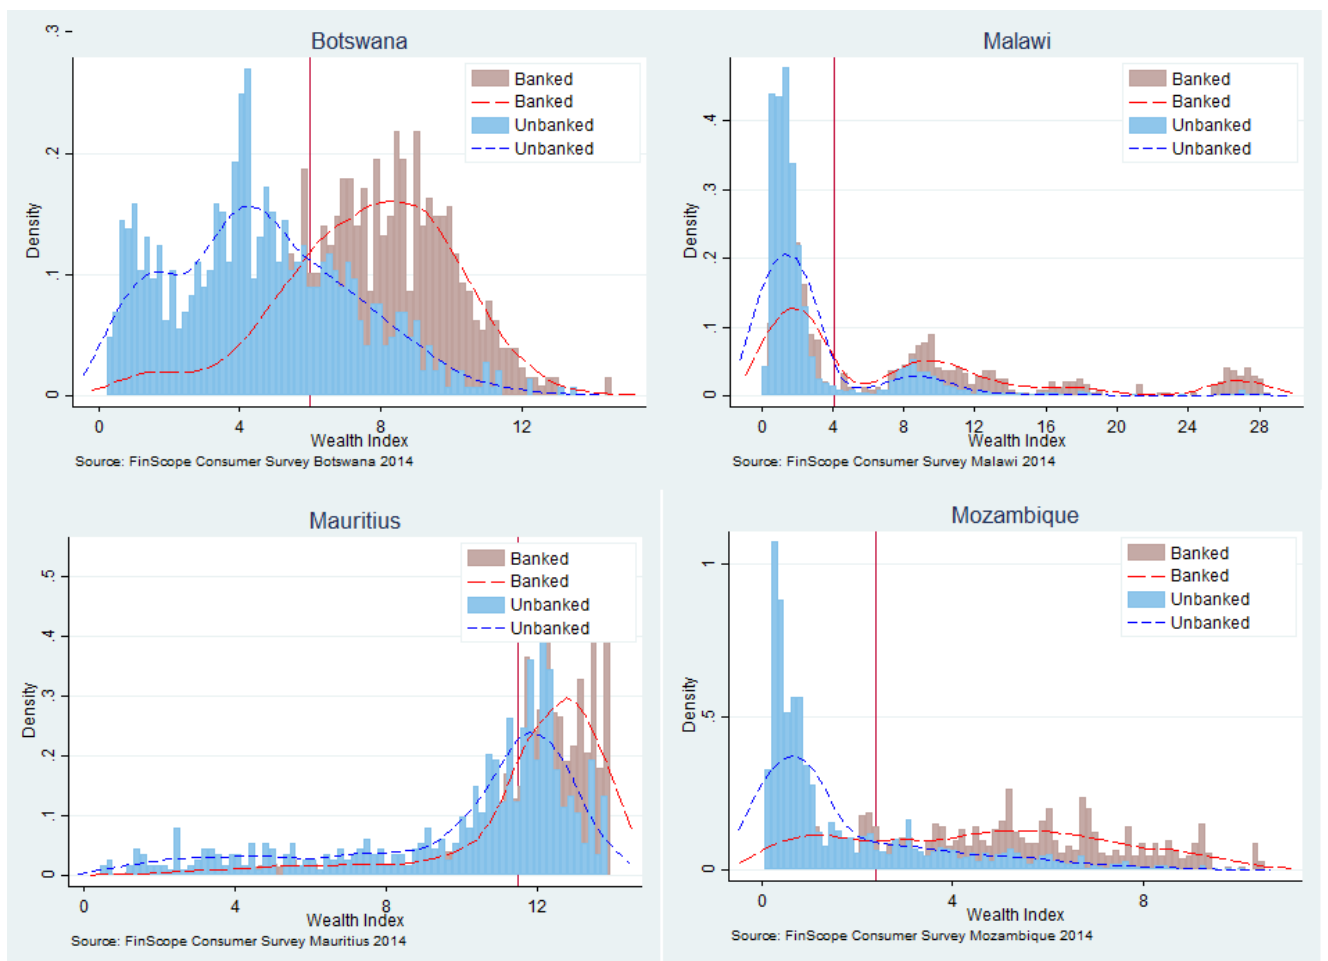 Botswana
.3
.2
.1
0
Density
Banked
Banked
Unbanked
Unbanked
0 4 8 12
Wealth Index
Source: FinScope Consumer Survey Botswana 2014
Malawi
.4
.3
.2
.1
0
Density
Banked
Banked
Unbanked
Unbanked
0 4 8 12 16 20 24 28
Wealth Index
Source: FinScope Consumer Survey Malawi 2014
Mauritius
.5
.4
.3
.2
.1
0
Density
Banked
Banked
Unbanked
Unbanked
0 4 8 12
Wealth Index
Source: FinScope Consumer Survey Mauritius 2014
Mozambique
1
.5
0
Density
Banked
Banked
Unbanked
Unbanked
0 4 8
Wealth Index
Source: FinScope Consumer Survey Mozambique 2014